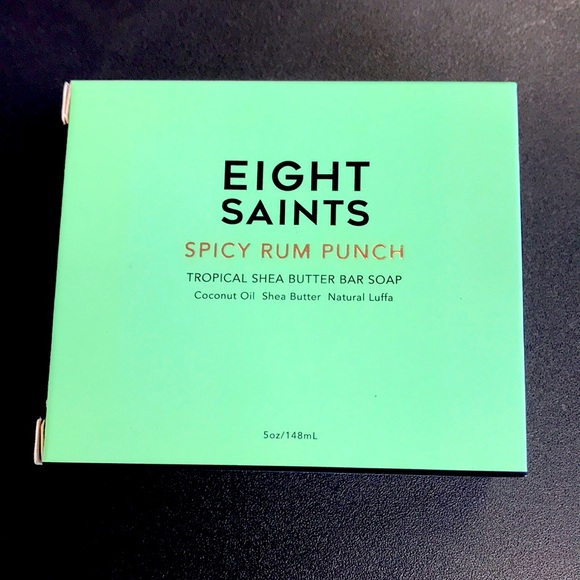 EIGHT
SAINTS
SPICY RUM PUNCH
TROPICAL SHEA BUTTER BAR SOAP
Coconut Oil Shea Butter Natural Luffa
5oz/148mL